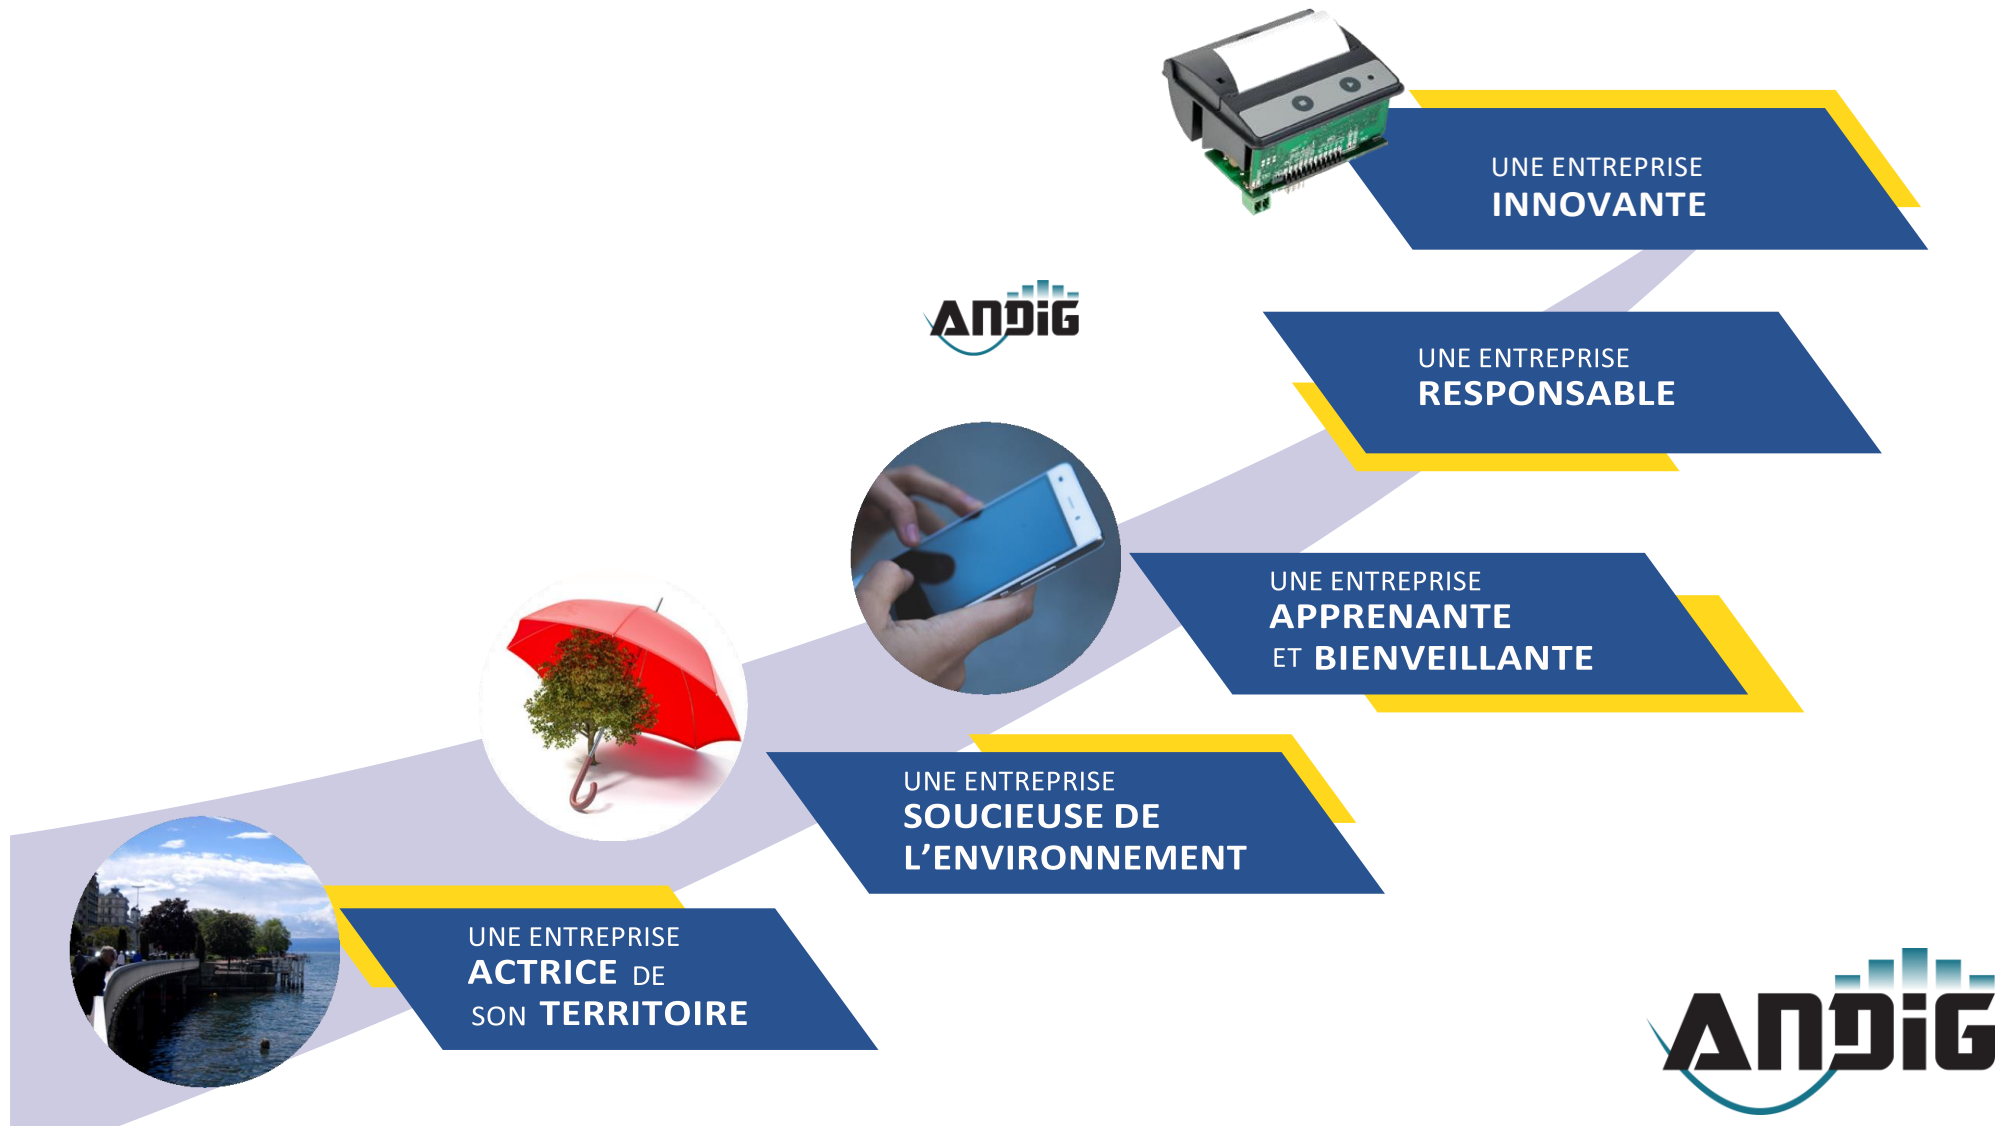 UNE ENTREPRISE
INNOVANTE
ANDiG
UNE ENTREPRISE
RESPONSABLE
UNE ENTREPRISE
APPRENANTE
ET BIENVEILLANTE
UNE ENTREPRISE
SOUCIEUSE DE
L’ENVIRONNEMENT
UNE ENTREPRISE
ACTRICE DE
SON TERRITOIRE
ANDiG